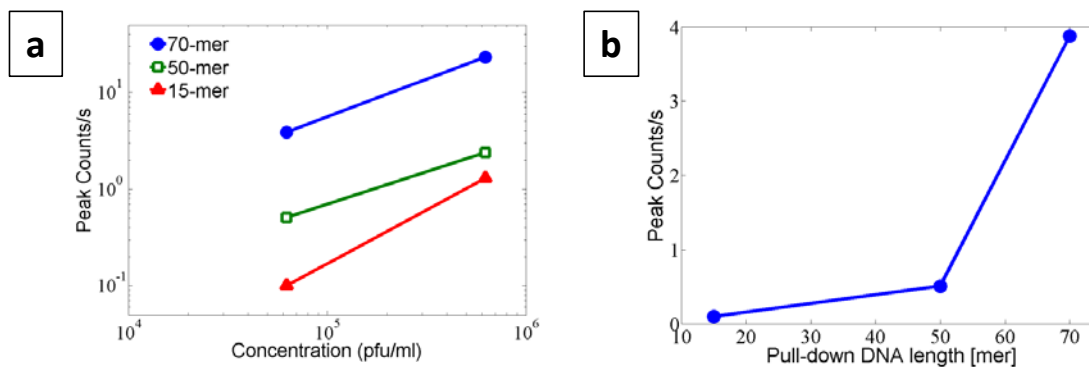 a
70-mer
50-mer
15-mer
10^1
10^0
10^-1
10^4
10^5
10^6
Peak Counts/s
Concentration (pfu/ml)
b
4
3
2
1
0
10
20
30
40
50
60
70
Peak Counts/s
Pull-down DNA length [mer]